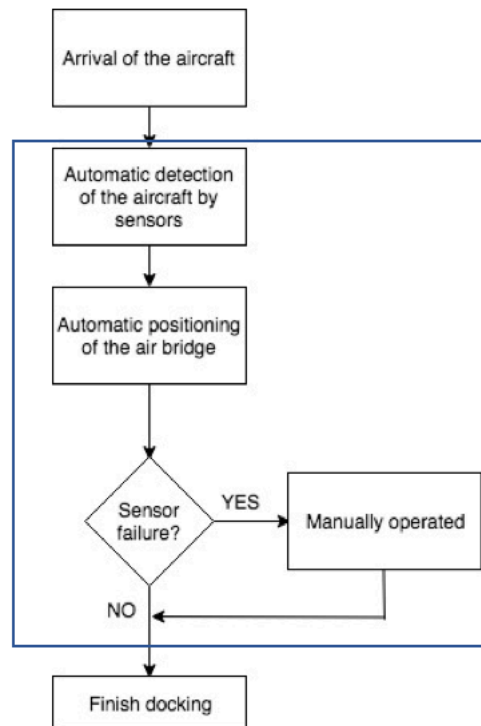 Arrival of the aircraft
Automatic detection
of the aircraft by
sensors
Automatic positioning
of the air bridge
Sensor
failure?
YES
Manually operated
NO
Finish docking